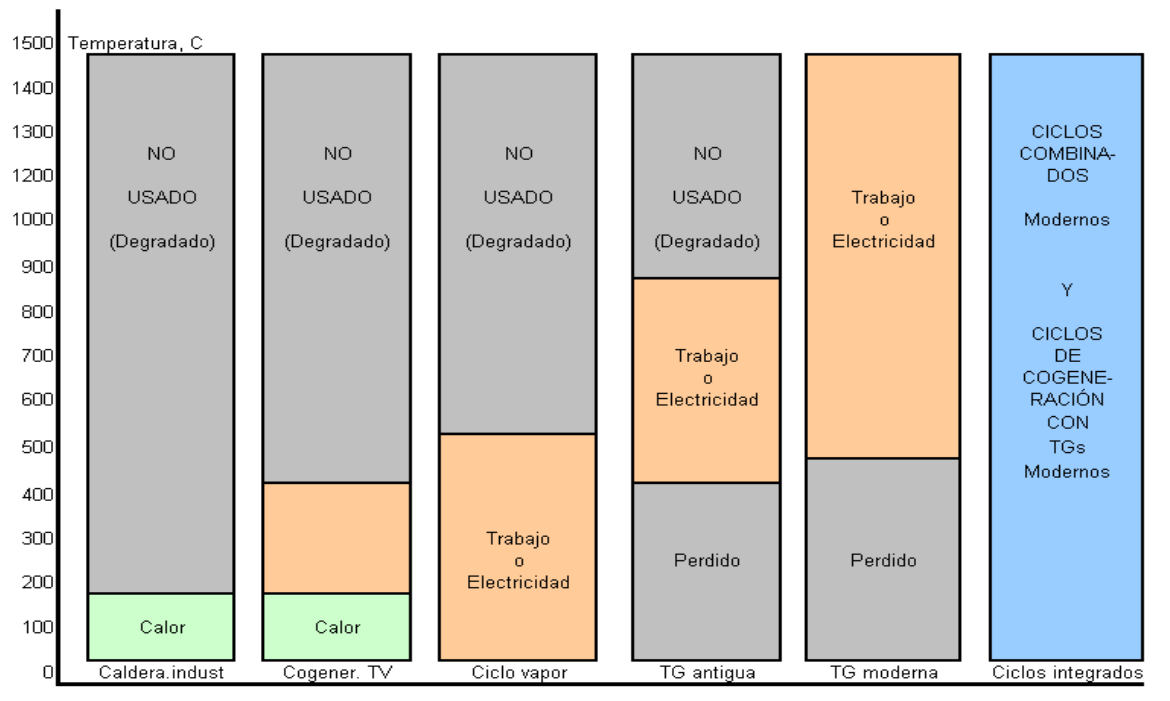 1500 Temperatura, C
1400
1300
1200
1000
900
800
700
600
500
400
300
200
100
0
NO
USADO
(Degradado)
Calor
NO
USADO
(Degradado)
Calor
NO
USADO
(Degradado)
Trabajo
o
Electricidad
NO
USADO
(Degradado)
Trabajo
o
Electricidad
Perdido
Trabajo
o
Electricidad
Perdido
CICLOS
COMBINA-
DOS
Modernos
Y
CICLOS
DE
COGENE-
RACIÓN
CON
TGs
Modernos
Caldera.indust Cogener. TV Ciclo vapor TG antigua TG moderna Ciclos integrados